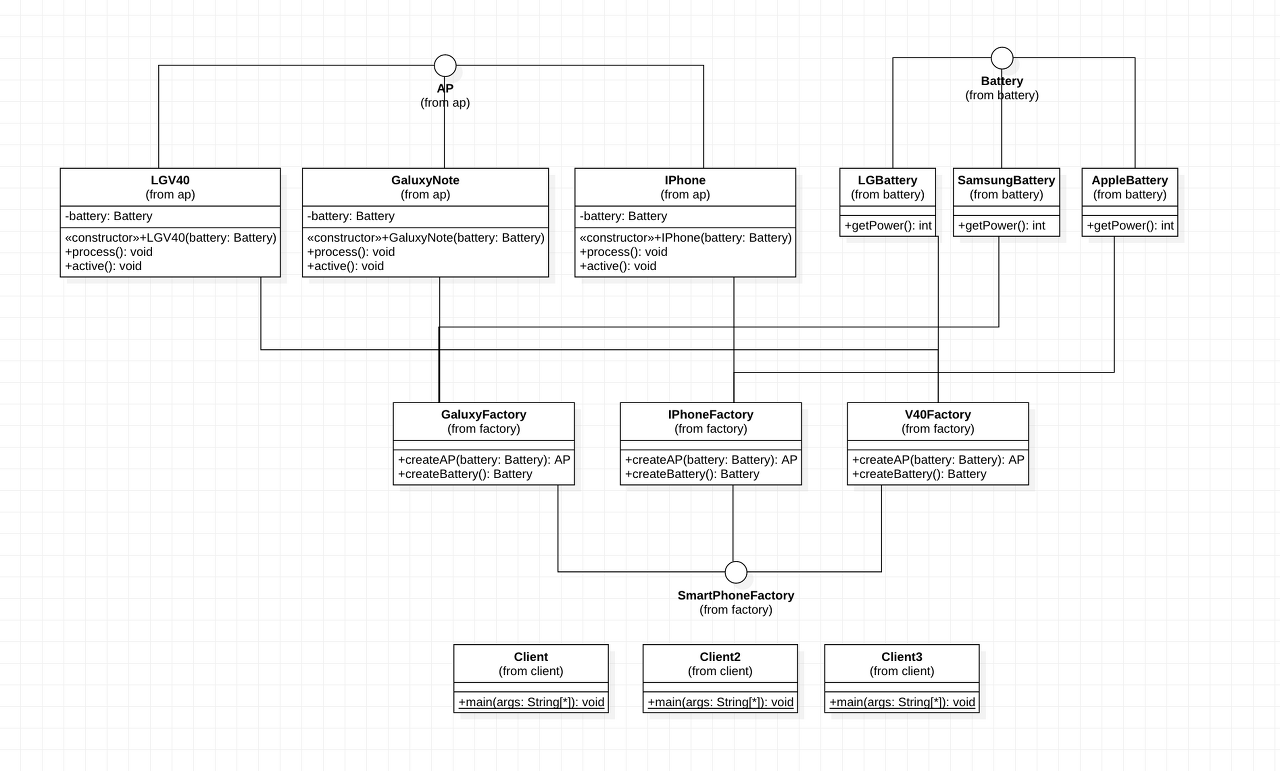 AP
(from ap)
Battery
(from battery)
LGV40
(from ap)
-battery: Battery
«constructor»+LGV40(battery: Battery)
+process(): void
+active(): void
GaluxyNote
(from ap)
-battery: Battery
«constructor»+GaluxyNote(battery: Battery)
+process(): void
+active(): void
IPhone
(from ap)
-battery: Battery
«constructor»+IPhone(battery: Battery)
+process(): void
+active(): void
LGBattery
(from battery)
+getPower(): int
SamsungBattery
(from battery)
+getPower(): int
AppleBattery
(from battery)
+getPower(): int
GaluxyFactory
(from factory)
+createAP(battery: Battery): AP
+createBattery(): Battery
IPhoneFactory
(from factory)
+createAP(battery: Battery): AP
+createBattery(): Battery
V40Factory
(from factory)
+createAP(battery: Battery): AP
+createBattery(): Battery
SmartPhoneFactory
(from factory)
Client
(from client)
+main(args: String[*]): void
Client2
(from client)
+main(args: String[*]): void
Client3
(from client)
+main(args: String[*]): void